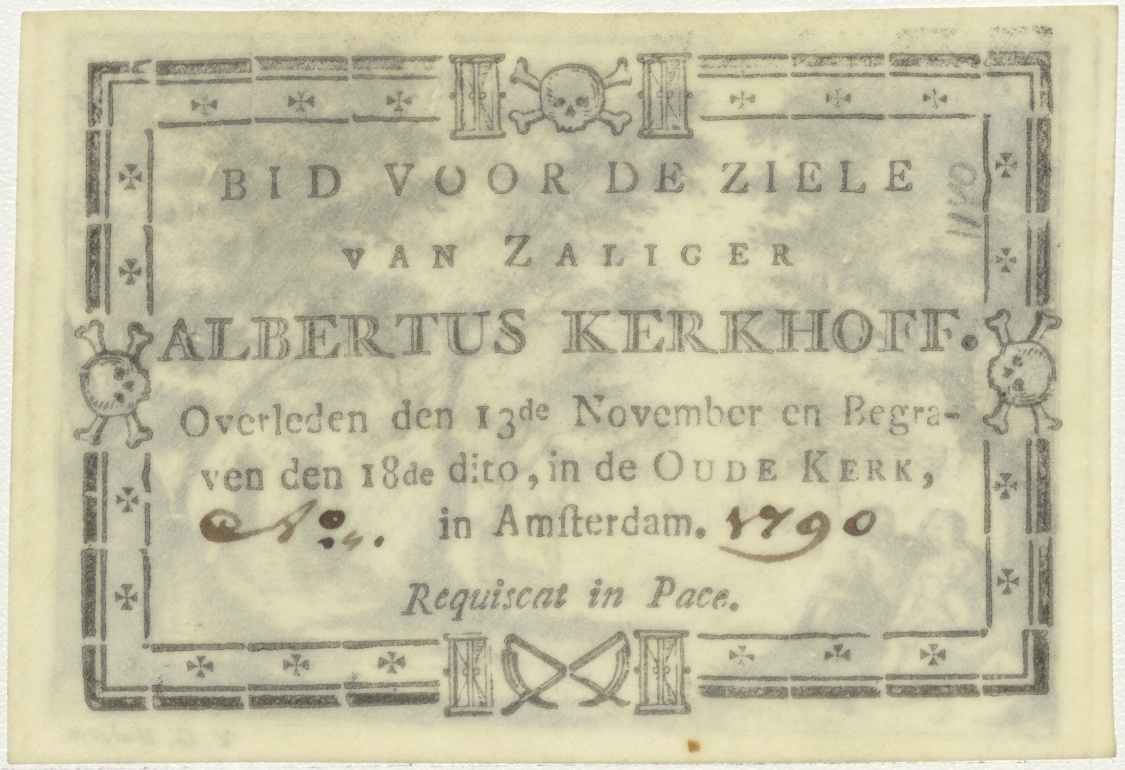 BID VOOR DE ZIELE
VAN ZALIGER
ALBERTUS KERKHOFF.
Overleden den 13de November en Begra-
ven den 18de dito, in de OUDE KERK,
No. in Amſterdam. 1790
Requiscat in Pace.